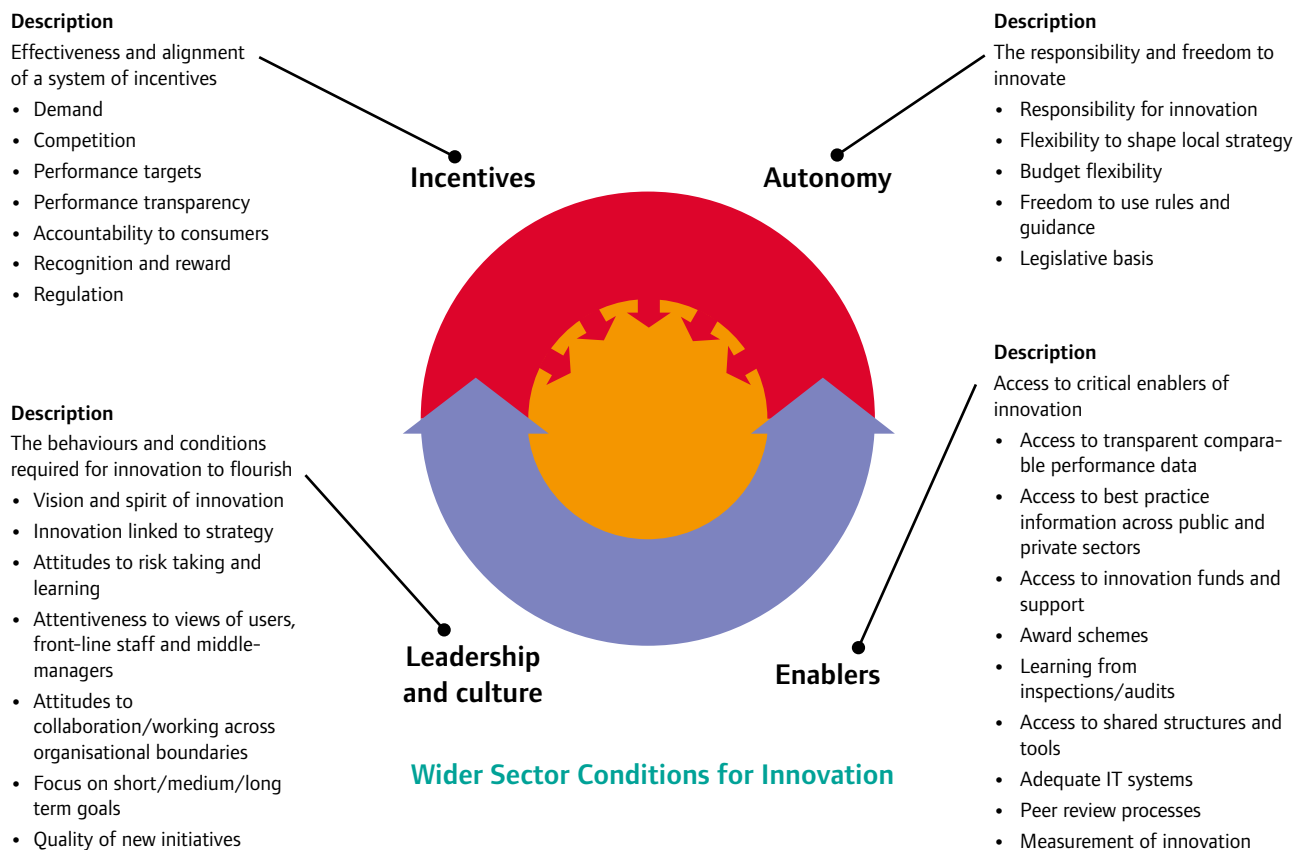 Description
Effectiveness and alignment
of a system of incentives
• Demand
• Competition
• Performance targets
• Performance transparency
• Accountability to consumers
• Recognition and reward
• Regulation
Description
The responsibility and freedom to
innovate
• Responsibility for innovation
• Flexibility to shape local strategy
• Budget flexibility
• Freedom to use rules and
guidance
• Legislative basis
Incentives
Autonomy
Description
The behaviours and conditions
required for innovation to flourish
• Vision and spirit of innovation
• Innovation linked to strategy
• Attitudes to risk taking and
learning
• Attentiveness to views of users,
front-line staff and middle-
managers
• Attitudes to
collaboration/working across
organisational boundaries
• Focus on short/medium/long
term goals
• Quality of new initiatives
Description
Access to critical enablers of
innovation
• Access to transparent compara-
ble performance data
• Access to best practice
information across public and
private sectors
• Access to innovation funds and
support
• Award schemes
• Learning from
inspections/audits
• Access to shared structures and
tools
• Adequate IT systems
• Peer review processes
• Measurement of innovation
Leadership
and culture
Enablers
Wider Sector Conditions for Innovation